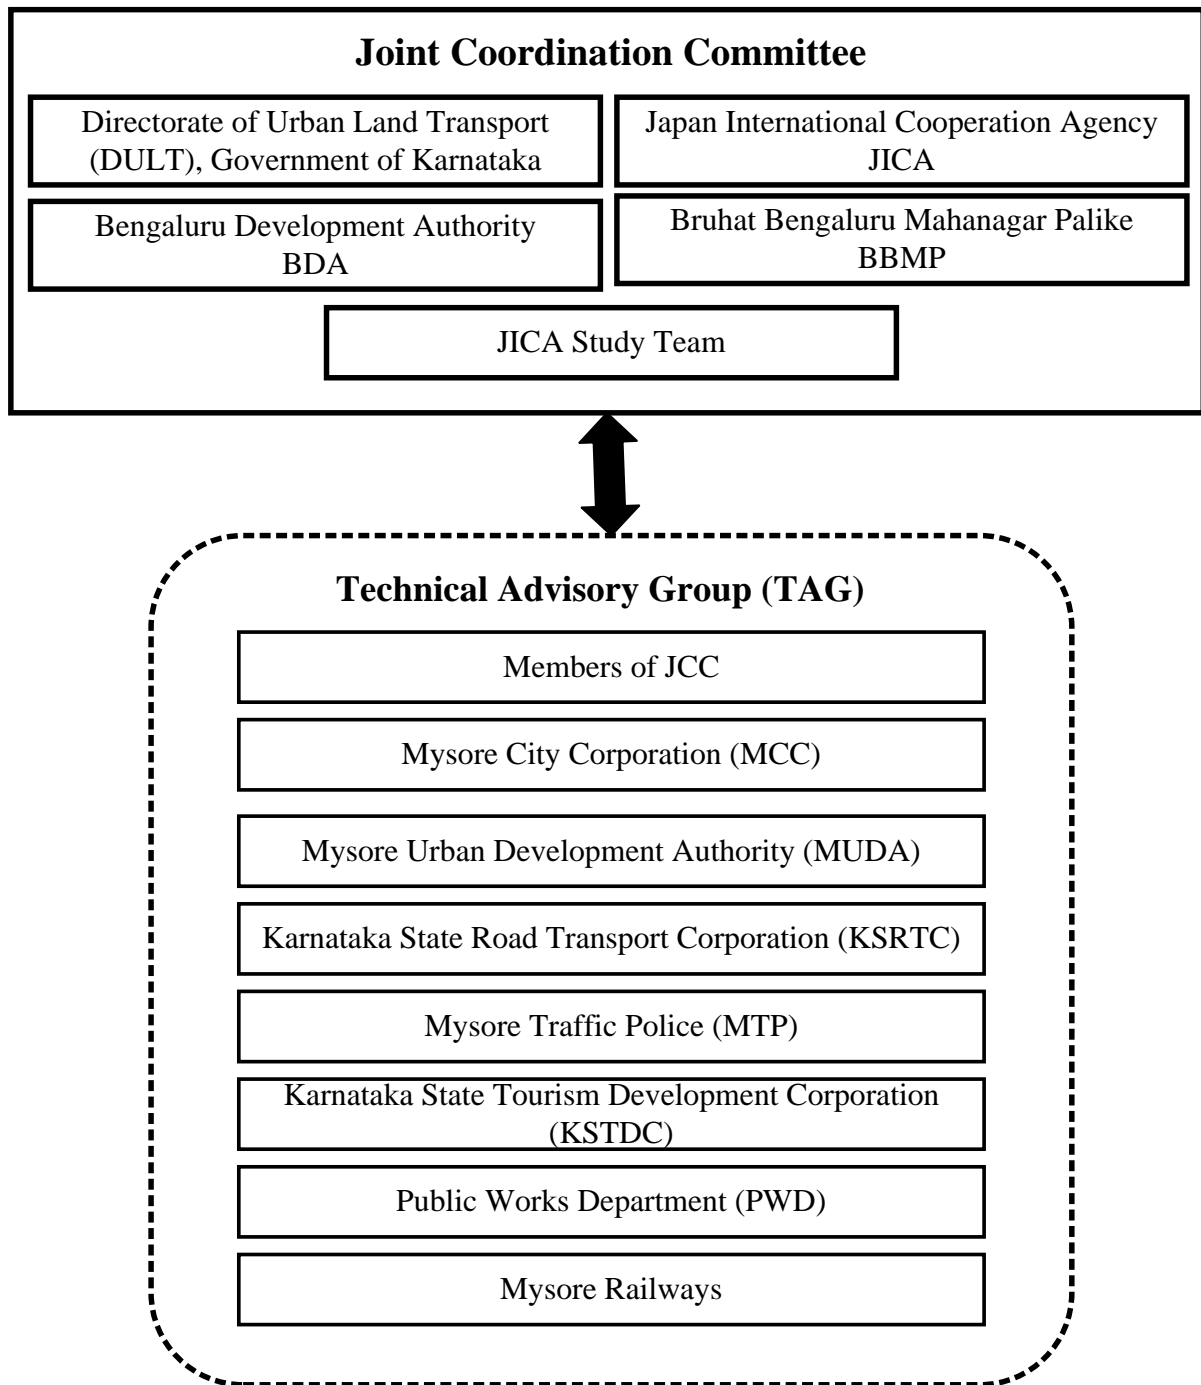 Joint Coordination Committee
Directorate of Urban Land Transport
(DULT), Government of Karnataka
Japan International Cooperation Agency
JICA
Bengaluru Development Authority
BDA
Bruhat Bengaluru Mahanagar Palike
BBMP
JICA Study Team
Technical Advisory Group (TAG)
Members of JCC
Mysore City Corporation (MCC)
Mysore Urban Development Authority (MUDA)
Karnataka State Road Transport Corporation (KSRTC)
Mysore Traffic Police (MTP)
Karnataka State Tourism Development Corporation
(KSTDC)
Public Works Department (PWD)
Mysore Railways